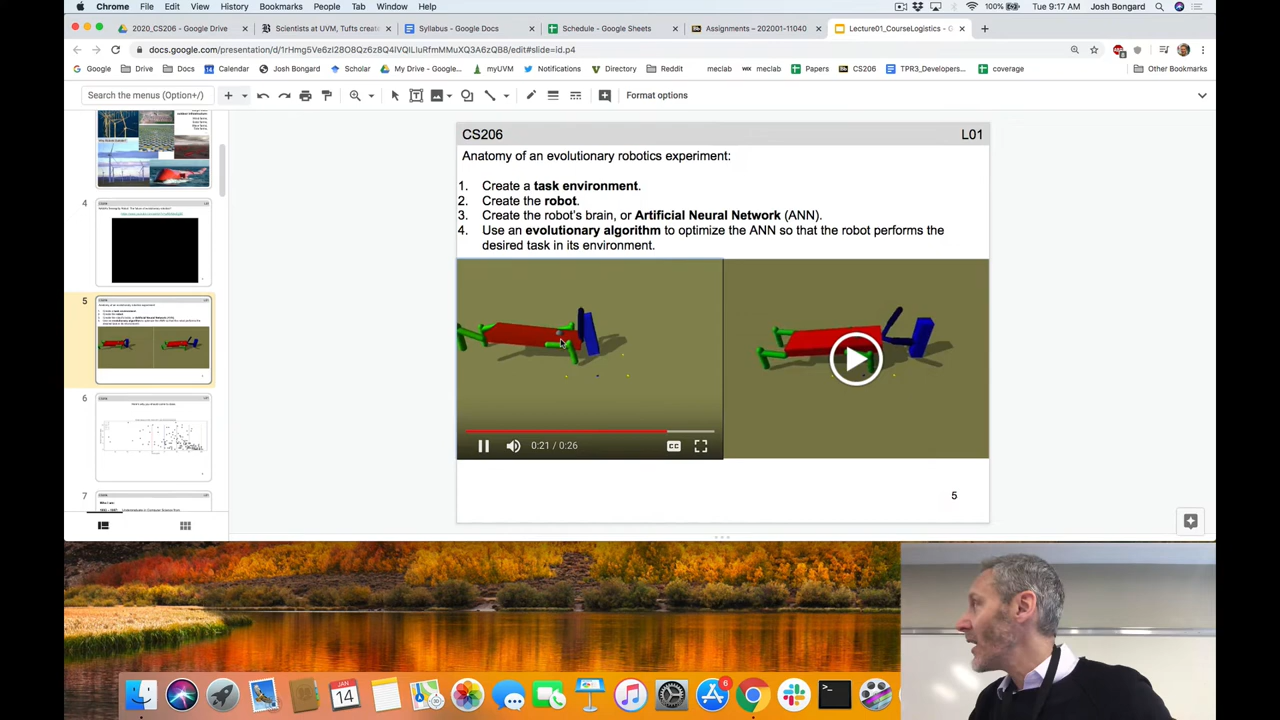 Chrome File Edit View History Bookmarks People Tab Window Help 100% Tue 9:17 AM Josh Bongard
2020_CS206 - Google Drive Scientists at UVM, Tufts create Syllabus - Google Docs Schedule - Google Sheets Assignments – 202001-11040 Lecture01_CourseLogistics -
docs.google.com/presentation/d/1rHmg5Ve6zI28O8Qz6z8Q4IVQILuRfmMMuXQ3A6zQB8/edit#slide=id.p4
Google Drive Docs Calendar Josh Bongard Scholar My Drive - Google... myUVM Notifications Directory Reddit meclab meclab Papers CS206 TPR3_Developers... coverage Other Bookmarks
Search the menus (Option+/) Format options
CS206 L01
Anatomy of an evolutionary robotics experiment:
1. Create a task environment.
2. Create the robot.
3. Create the robot's brain, or Artificial Neural Network (ANN).
4. Use an evolutionary algorithm to optimize the ANN so that the robot performs the
desired task in its environment.
0:21 / 0:26
CC
5
4
5
6
7
JAN
14
6